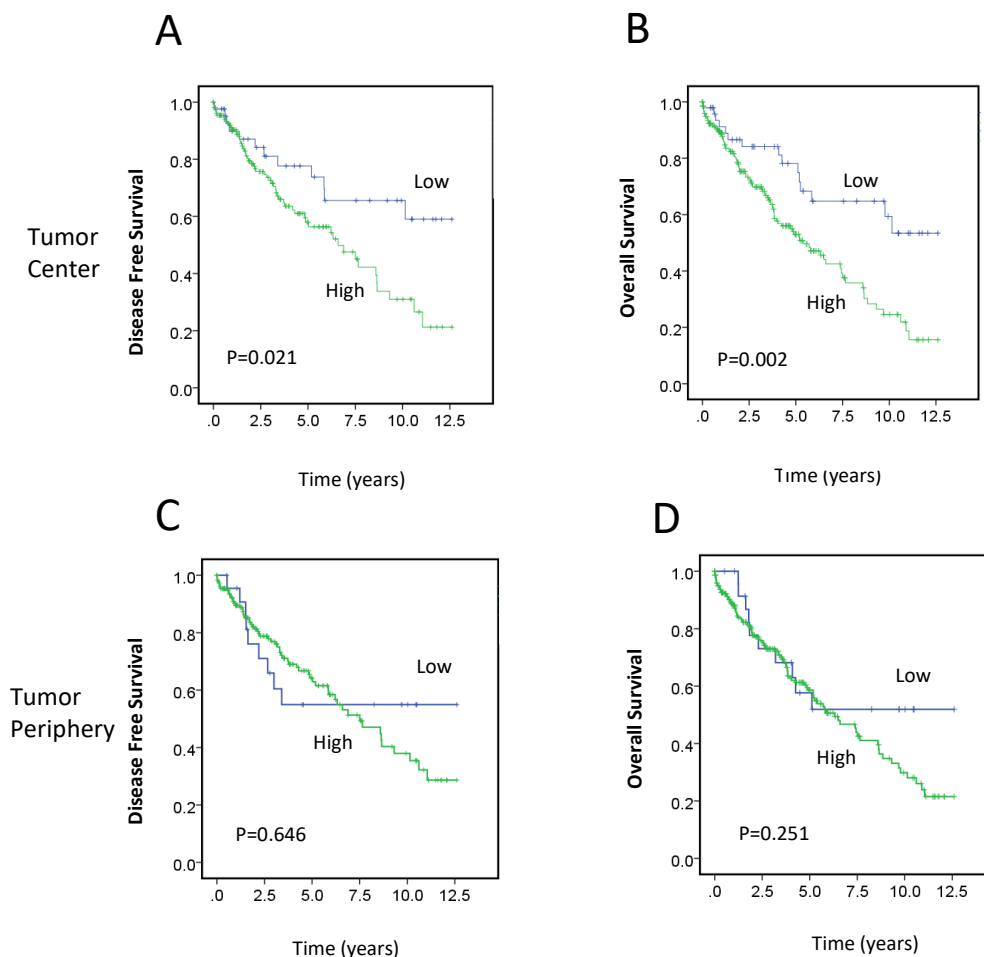 A
B
Tumor
Center
Disease Free Survival
1.0
0.8
0.6
0.4
0.2
0.0
Low
High
P=0.021
.0 2.5 5.0 7.5 10.0 12.5
Time (years)
Overall Survival
1.0
0.8
0.6
0.4
0.2
0.0
Low
High
P=0.002
.0 2.5 5.0 7.5 10.0 12.5
Time (years)
C
D
Tumor
Periphery
Disease Free Survival
1.0
0.8
0.6
0.4
0.2
0.0
Low
High
P=0.646
.0 2.5 5.0 7.5 10.0 12.5
Time (years)
Overall Survival
1.0
0.8
0.6
0.4
0.2
0.0
Low
High
P=0.251
.0 2.5 5.0 7.5 10.0 12.5
Time (years)